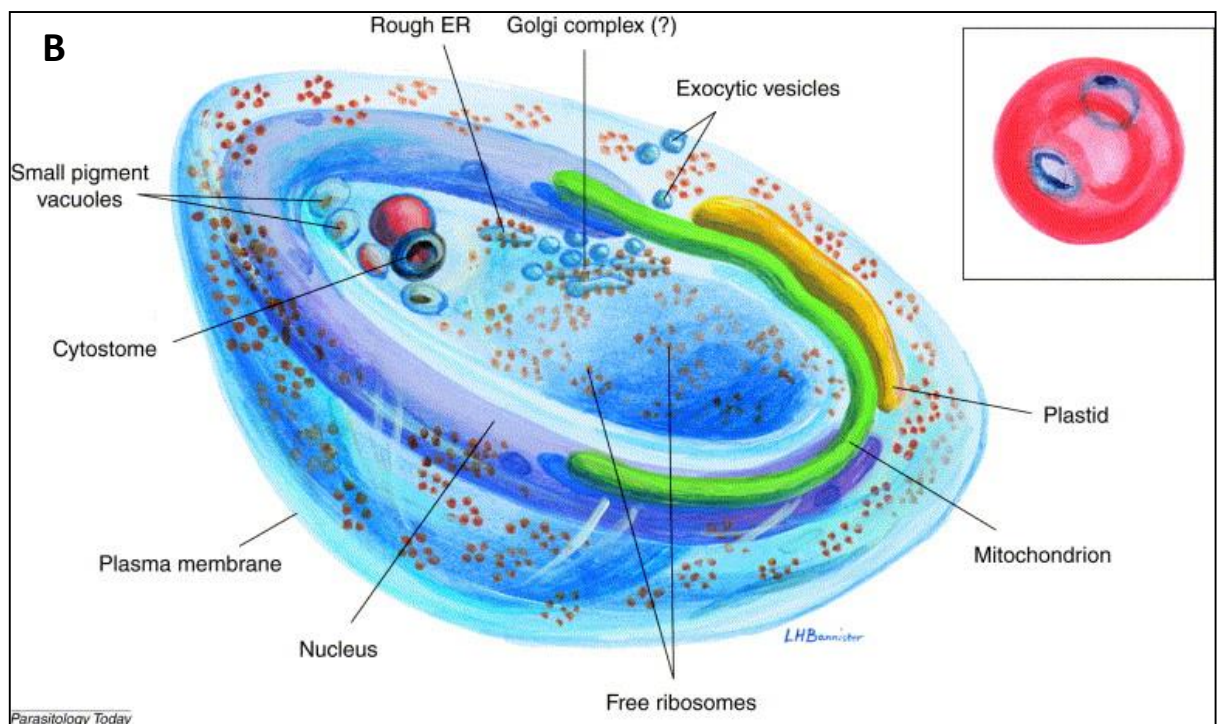 B
Rough ER
Golgi complex (?)
Exocytic vesicles
Small pigment
vacuoles
Cytostome
Plastid
Plasma membrane
Mitochondrion
Nucleus
LHBannister
Free ribosomes
Parasitology Today